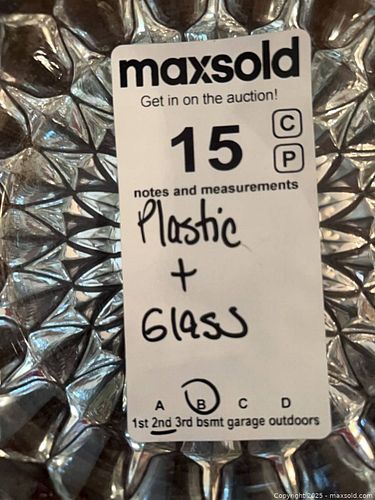 maxsold
Get in on the auction!
15
C
P
notes and measurements
Plastic
+
Glass
A B C D
1st 2nd 3rd bsmt garage outdoors
Copyright 2025 - maxsold.com